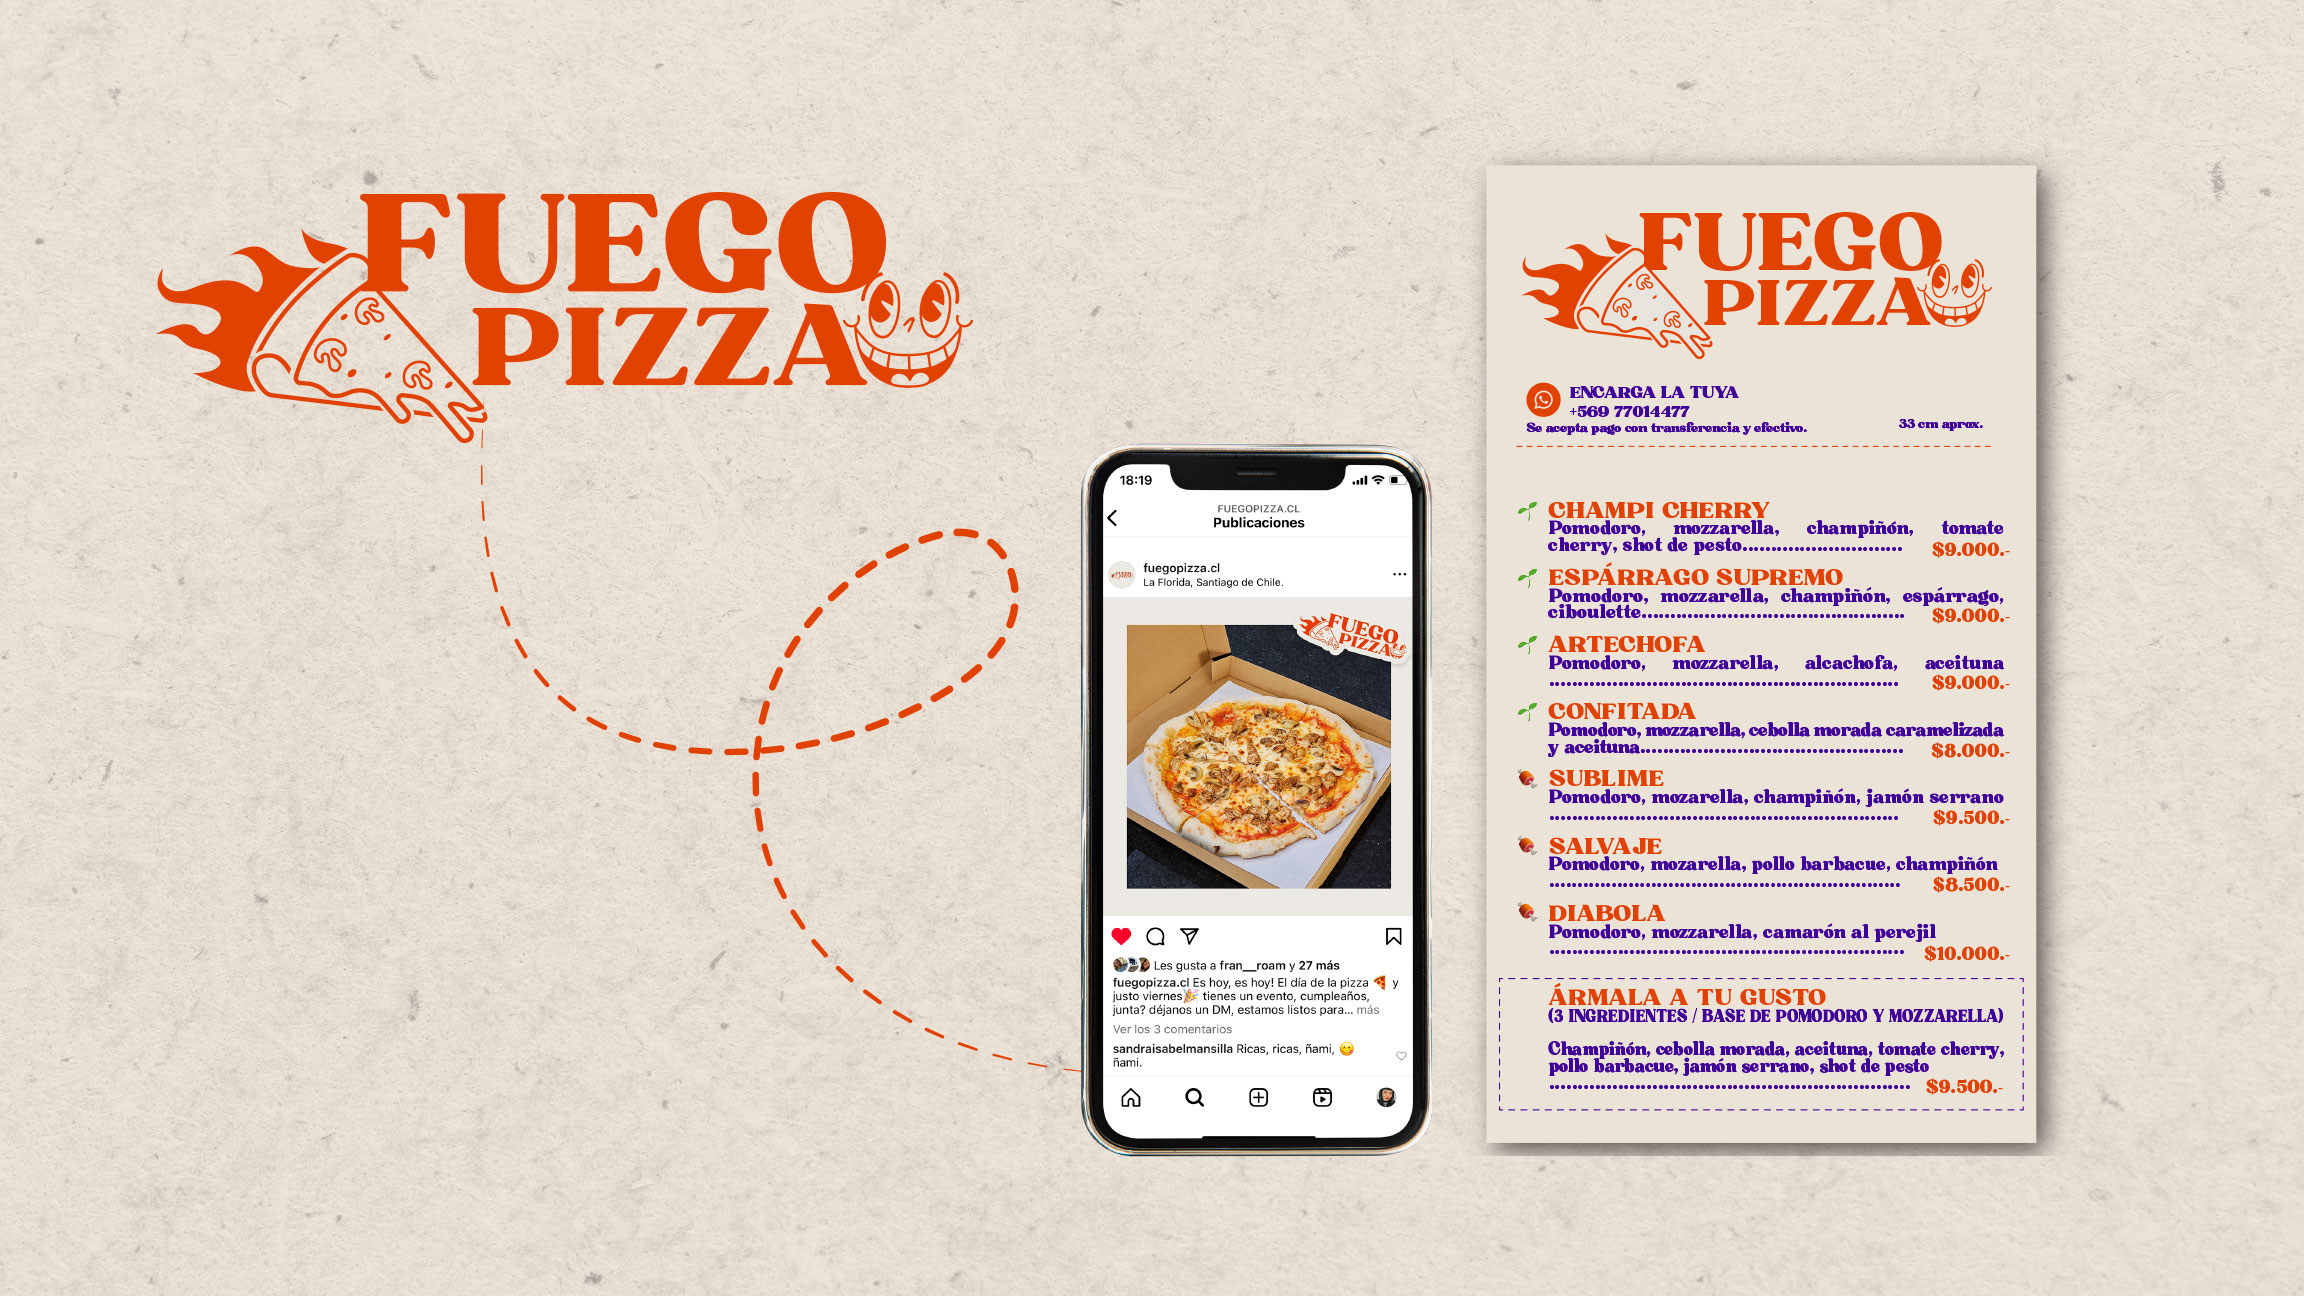 FUEGO
PIZZA
18:19
FUEGOPIZZA.CL
Publicaciones
fuegopizza.cl
La Florida, Santiago de Chile.
FUEGO
PIZZA
Les gusta a fran__roam y 27 más
fuegopizza.cl Es hoy, es hoy! El día de la pizza 🍕 y
justo viernes🎉 tienes un evento, cumpleaños,
junta? déjanos un DM, estamos listos para... más
Ver los 3 comentarios
sandraisabelmansilla Ricas, ricas, ñami, 😋
ñami.
FUEGO
PIZZA
ENCARGA LA TUYA
+569 77014477
Se acepta pago con transferencia y efectivo.
33 cm aprox.
CHAMPI CHERRY
Pomodoro, mozzarella, champiñón, tomate
cherry, shot de pesto............................ $9.000.-
ESPÁRRAGO SUPREMO
Pomodoro, mozzarella, champiñón, espárrago,
ciboulette.............................................. $9.000.-
ARTECHOFA
Pomodoro, mozzarella, alcachofa, aceituna
............................................................. $9.000.-
CONFITADA
Pomodoro, mozzarella, cebolla morada caramelizada
y aceituna.............................................. $8.000.-
SUBLIME
Pomodoro, mozarella, champiñón, jamón serrano
............................................................. $9.500.-
SALVAJE
Pomodoro, mozarella, pollo barbacue, champiñón
............................................................. $8.500.-
DIABOLA
Pomodoro, mozzarella, camarón al perejil
.............................................................. $10.000.-
ÁRMALA A TU GUSTO
(3 INGREDIENTES / BASE DE POMODORO Y MOZZARELLA)
Champiñón, cebolla morada, aceituna, tomate cherry,
pollo barbacue, jamón serrano, shot de pesto
............................................................... $9.500.-